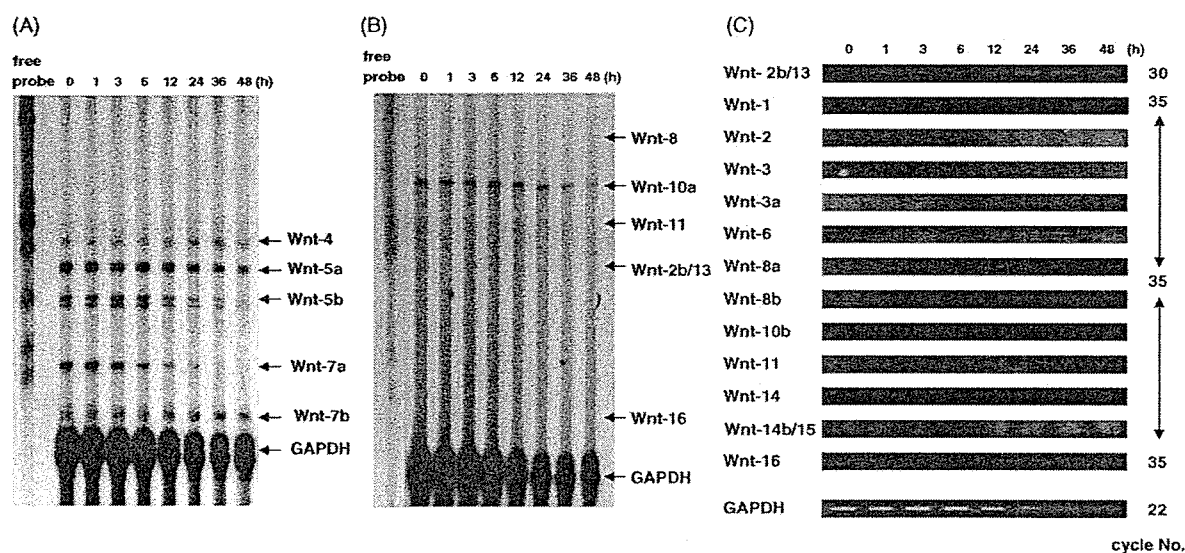 (A)
free
probe 0 1 3 6 12 24 36 48 (h)
Wnt-4
Wnt-5a
Wnt-5b
Wnt-7a
Wnt-7b
GAPDH
(B)
free
probe 0 1 3 6 12 24 36 48 (h)
Wnt-8
Wnt-10a
Wnt-11
Wnt-2b/13
Wnt-16
GAPDH
(C)
0 1 3 6 12 24 36 48 (h)
Wnt- 2b/13 30
Wnt-1 35
Wnt-2
Wnt-3
Wnt-3a
Wnt-6
Wnt-8a
35
Wnt-8b
Wnt-10b
Wnt-11
Wnt-14
Wnt-14b/15
Wnt-16 35
GAPDH 22
cycle No.